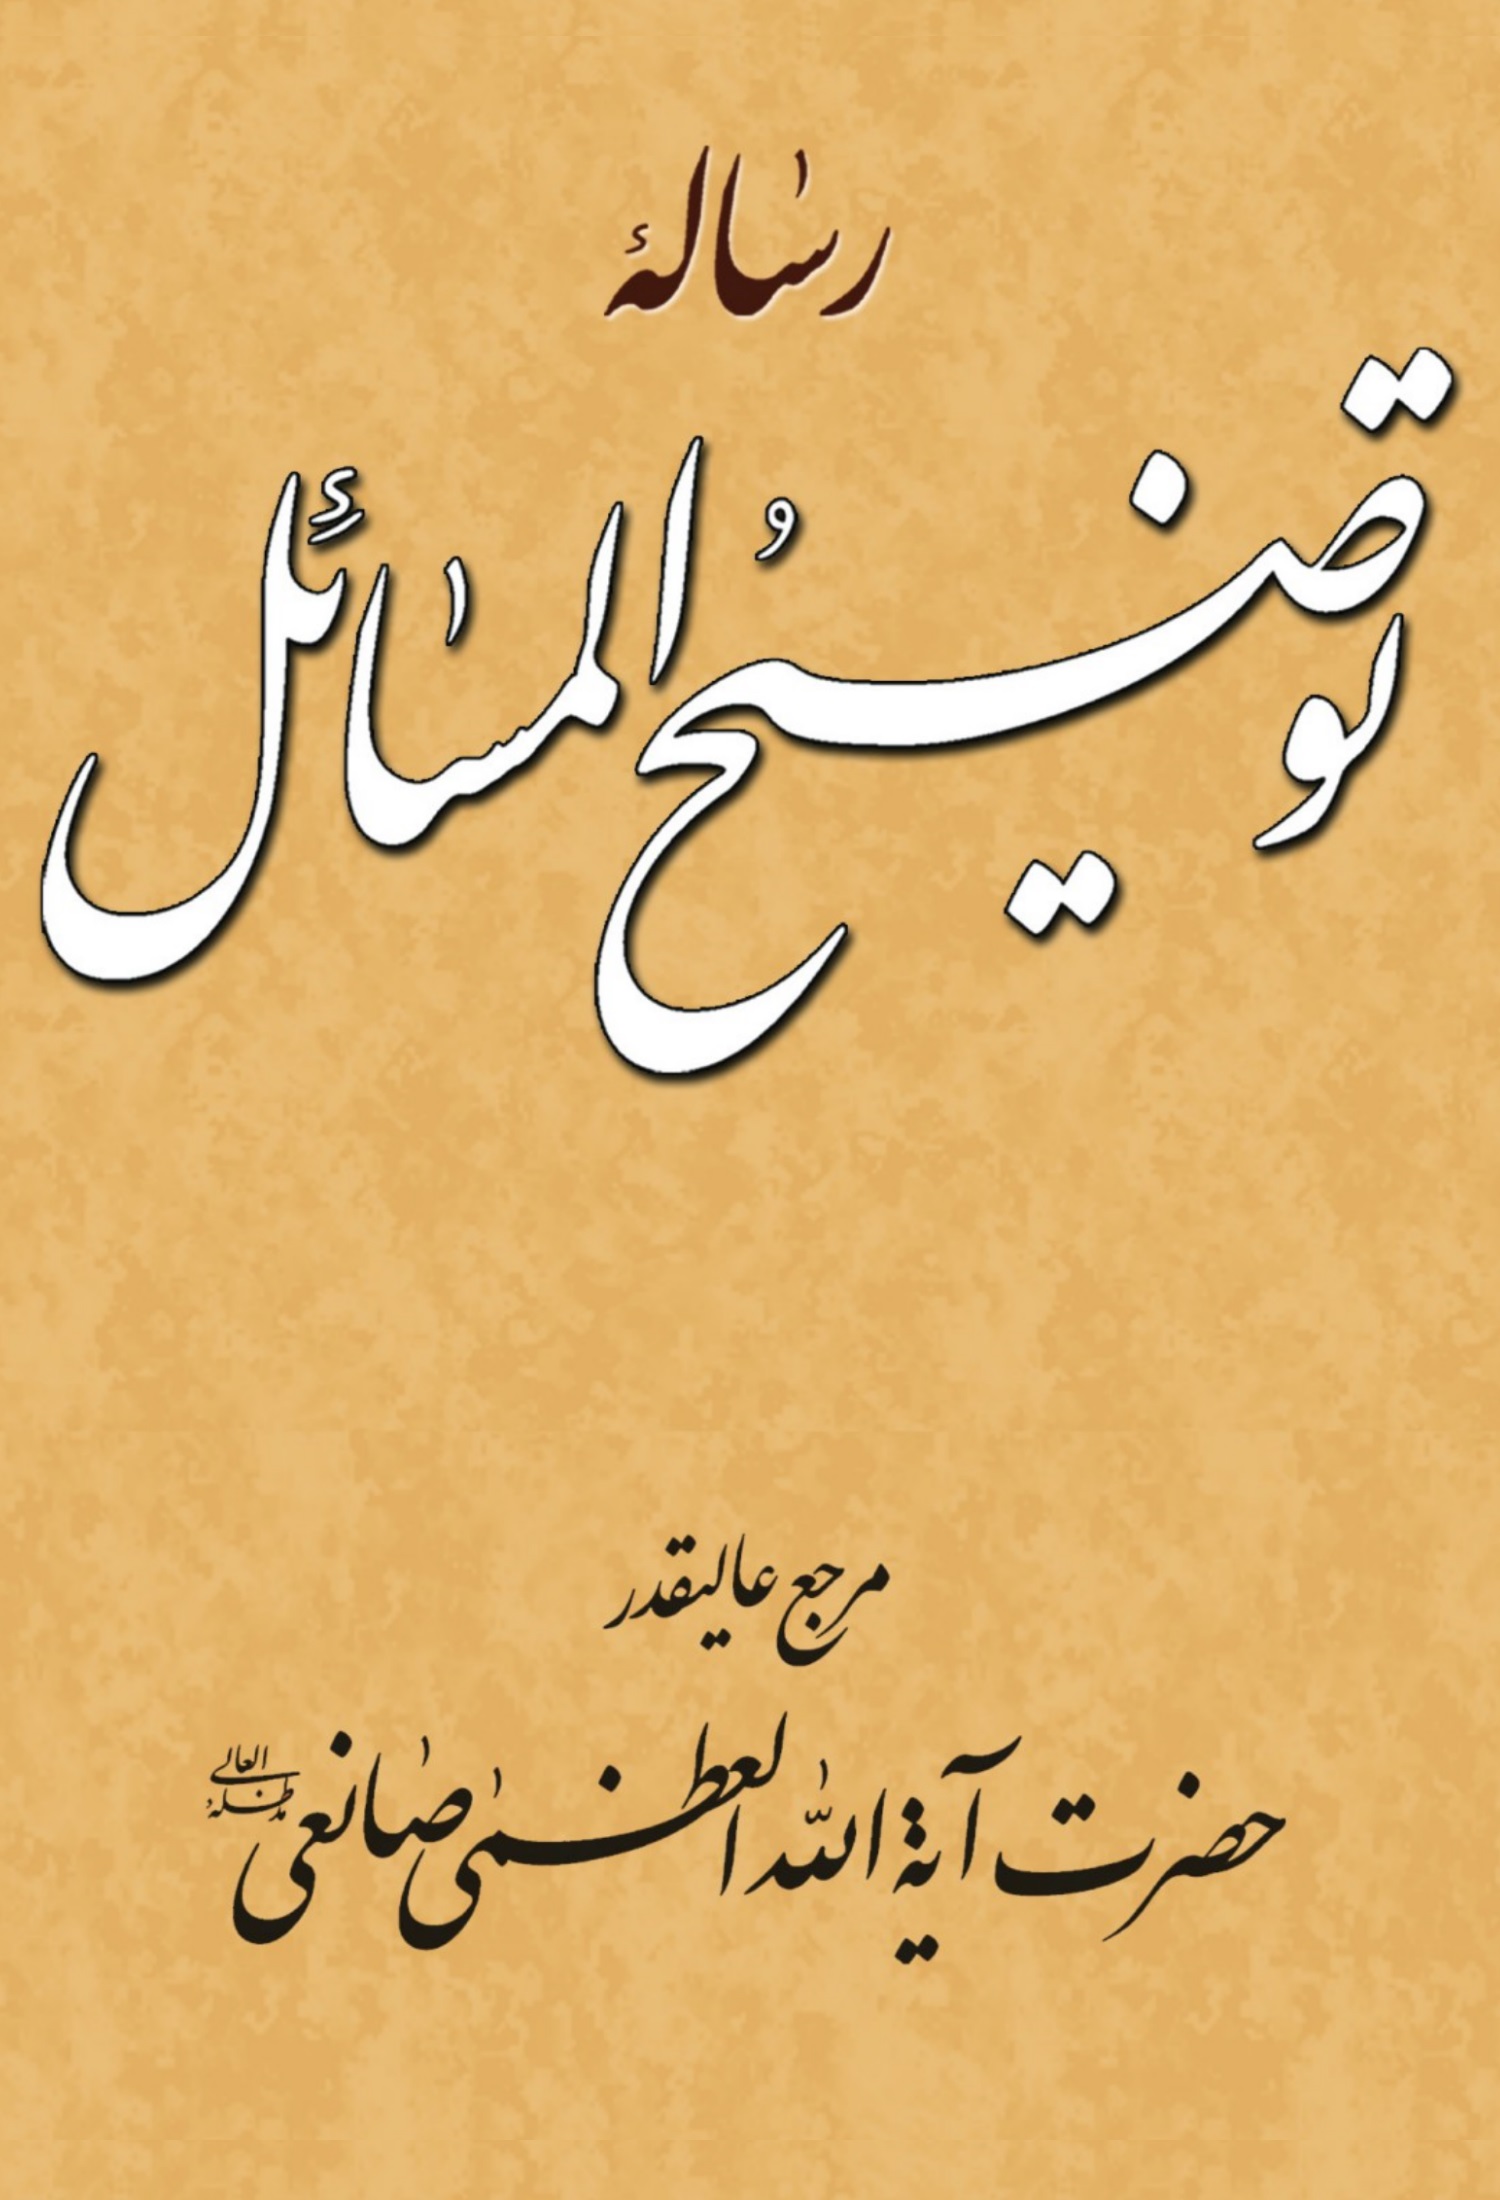 رسالهٔ
توضیحُ المسائل
مرجع عالیقدر
حضرت آیة الله العظمی صانعی مدظله العالی